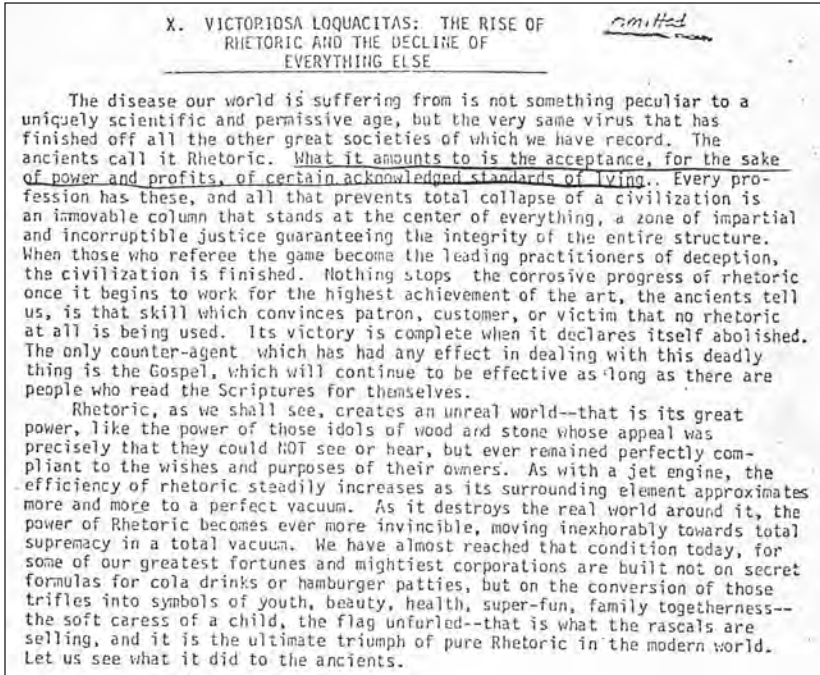 X. VICTORIOSA LOQUACITAS: THE RISE OF
omitted
RHETORIC AND THE DECLINE OF
EVERYTHING ELSE
The disease our world is suffering from is not something peculiar to a
uniquely scientific and permissive age, but the very same virus that has
finished off all the other great societies of which we have record. The
ancients call it Rhetoric. What it amounts to is the acceptance, for the sake
of power and profits, of certain acknowledged standards of lying.. Every pro-
fession has these, and all that prevents total collapse of a civilization is
an immovable column that stands at the center of everything, a zone of impartial
and incorruptible justice guaranteeing the integrity of the entire structure.
When those who referee the game become the leading practitioners of deception,
the civilization is finished. Nothing stops the corrosive progress of rhetoric
once it begins to work for the highest achievement of the art, the ancients tell
us, is that skill which convinces patron, customer, or victim that no rhetoric
at all is being used. Its victory is complete when it declares itself abolished.
The only counter-agent which has had any effect in dealing with this deadly
thing is the Gospel, which will continue to be effective as long as there are
people who read the Scriptures for themselves.
Rhetoric, as we shall see, creates an unreal world--that is its great
power, like the power of those idols of wood and stone whose appeal was
precisely that they could NOT see or hear, but ever remained perfectly com-
pliant to the wishes and purposes of their owners. As with a jet engine, the
efficiency of rhetoric steadily increases as its surrounding element approximates
more and more to a perfect vacuum. As it destroys the real world around it, the
power of Rhetoric becomes ever more invincible, moving inexhorably towards total
supremacy in a total vacuum. We have almost reached that condition today, for
some of our greatest fortunes and mightiest corporations are built not on secret
formulas for cola drinks or hamburger patties, but on the conversion of those
trifles into symbols of youth, beauty, health, super-fun, family togetherness--
the soft caress of a child, the flag unfurled--that is what the rascals are
selling, and it is the ultimate triumph of pure Rhetoric in the modern world.
Let us see what it did to the ancients.